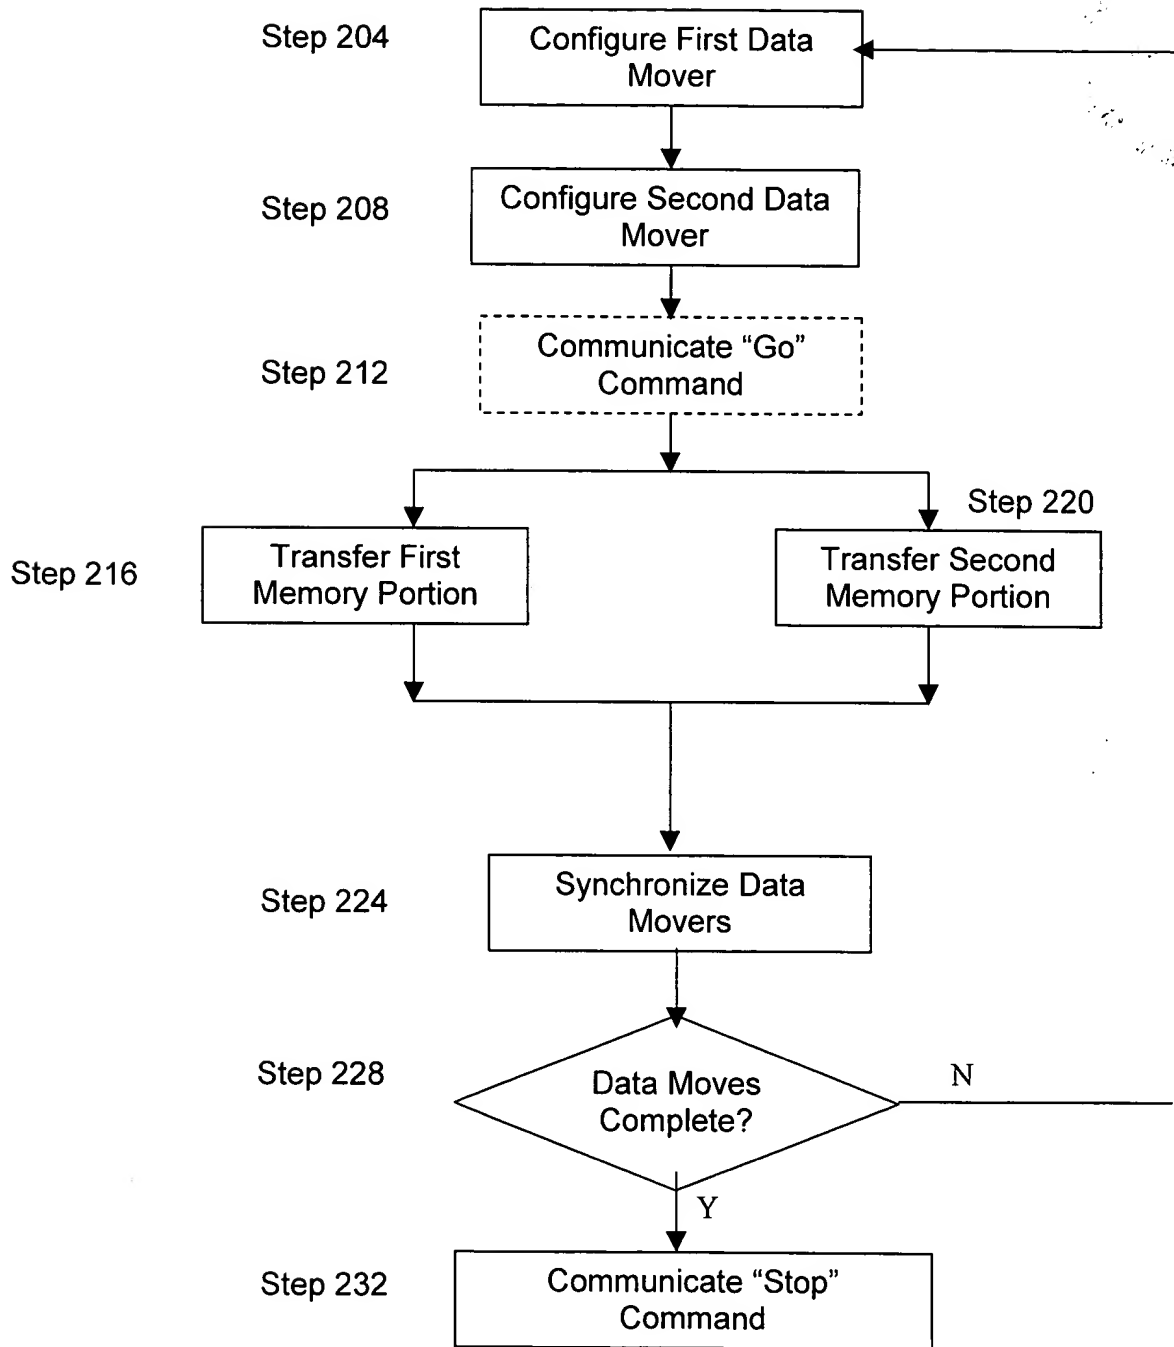 Step 204
Configure First Data
Mover
Step 208
Configure Second Data
Mover
Step 212
Communicate “Go”
Command
Step 220
Step 216
Transfer First
Memory Portion
Transfer Second
Memory Portion
Step 224
Synchronize Data
Movers
Step 228
Data Moves
Complete?
N
Y
Step 232
Communicate “Stop”
Command